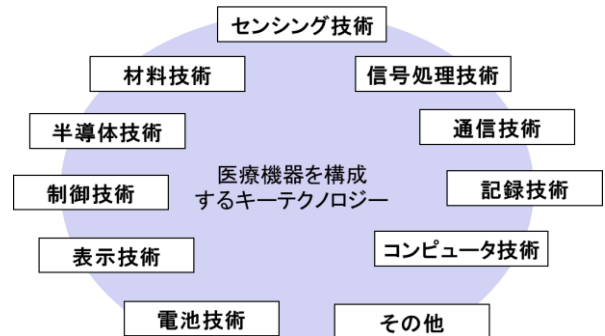 センシング技術
材料技術
信号処理技術
半導体技術
通信技術
医療機器を構成
するキーテクノロジー
制御技術
記録技術
表示技術
コンピュータ技術
電池技術
その他